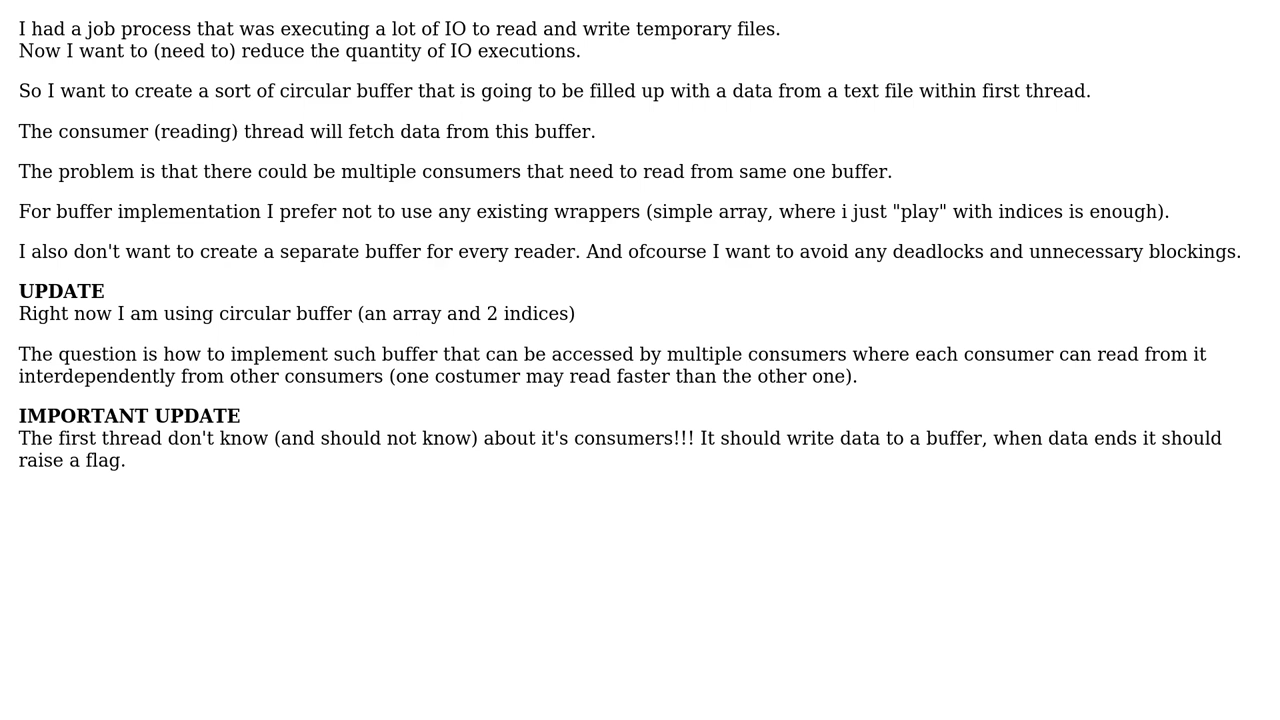 I had a job process that was executing a lot of IO to read and write temporary files.
Now I want to (need to) reduce the quantity of IO executions.
So I want to create a sort of circular buffer that is going to be filled up with a data from a text file within first thread.
The consumer (reading) thread will fetch data from this buffer.
The problem is that there could be multiple consumers that need to read from same one buffer.
For buffer implementation I prefer not to use any existing wrappers (simple array, where i just "play" with indices is enough).
I also don't want to create a separate buffer for every reader. And ofcourse I want to avoid any deadlocks and unnecessary blockings.
UPDATE
Right now I am using circular buffer (an array and 2 indices)
The question is how to implement such buffer that can be accessed by multiple consumers where each consumer can read from it
interdependently from other consumers (one costumer may read faster than the other one).
IMPORTANT UPDATE
The first thread don't know (and should not know) about it's consumers!!! It should write data to a buffer, when data ends it should
raise a flag.